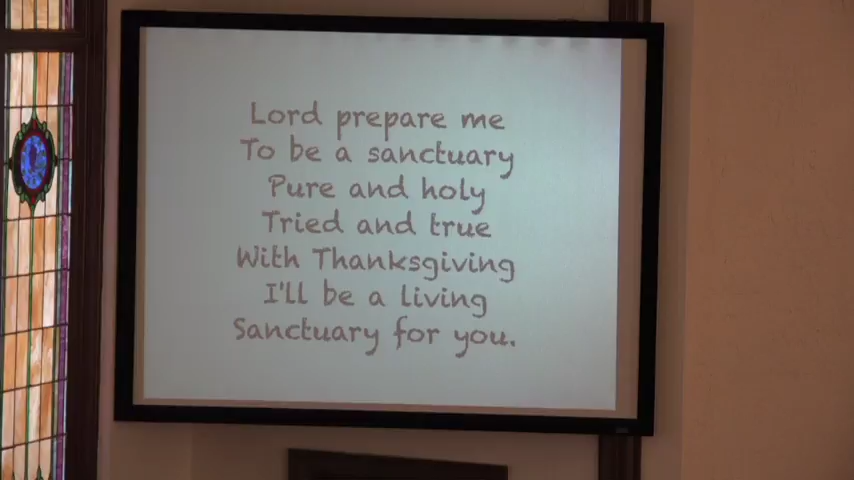 Lord prepare me
To be a sanctuary
Pure and holy
Tried and true
With Thanksgiving
I'll be a living
Sanctuary for you.